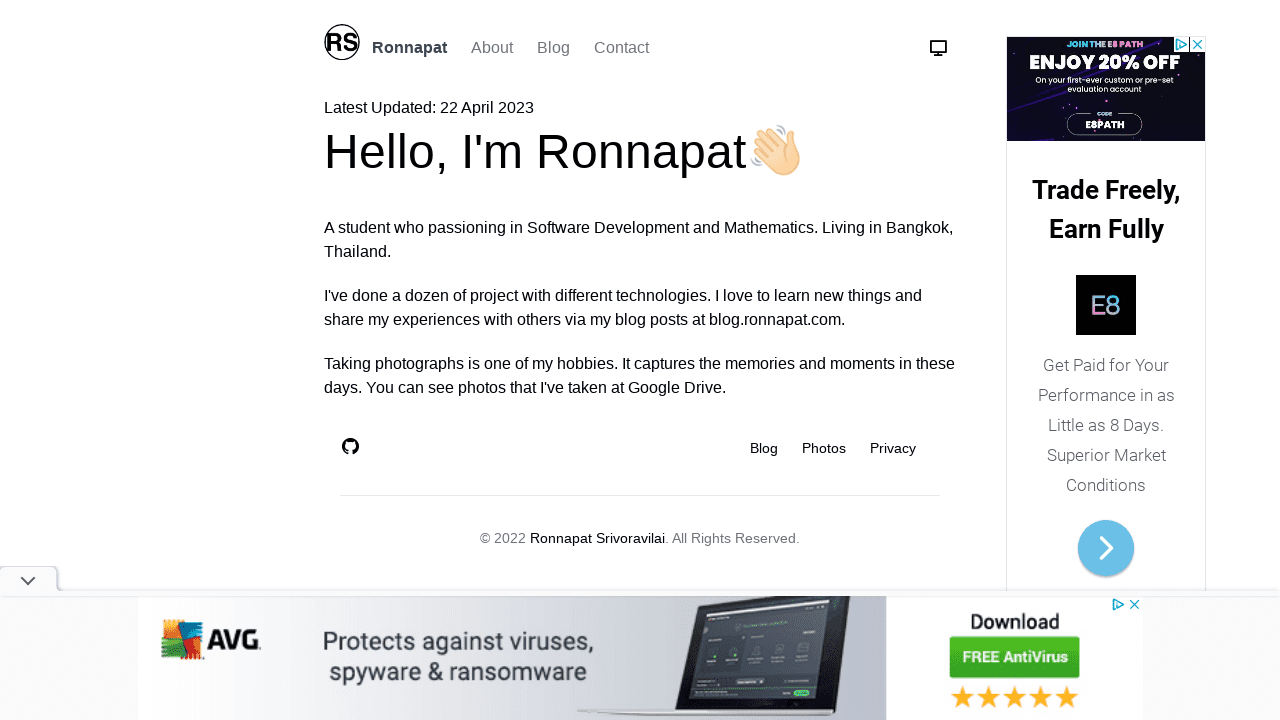 RS Ronnapat About Blog Contact
Latest Updated: 22 April 2023
Hello, I'm Ronnapat👋🏻
A student who passioning in Software Development and Mathematics. Living in Bangkok,
Thailand.
I've done a dozen of project with different technologies. I love to learn new things and
share my experiences with others via my blog posts at blog.ronnapat.com.
Taking photographs is one of my hobbies. It captures the memories and moments in these
days. You can see photos that I've taken at Google Drive.
Blog Photos Privacy
© 2022 Ronnapat Srivoravilai. All Rights Reserved.
JOIN THE E8 PATH
ENJOY 20% OFF
On your first-ever custom or pre-set
evaluation account
CODE
E8PATH
Trade Freely,
Earn Fully
E8
Get Paid for Your
Performance in as
Little as 8 Days.
Superior Market
Conditions
AVG
Protects against viruses,
spyware & ransomware
Download
FREE AntiVirus